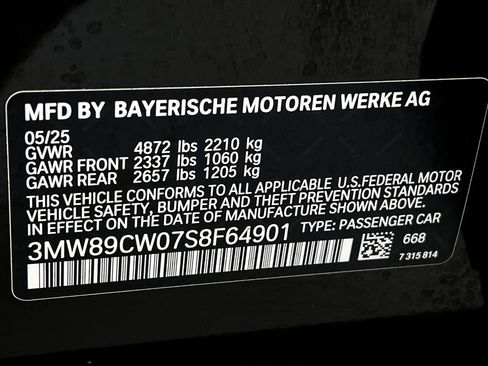 MFD BY BAYERISCHE MOTOREN WERKE AG
05/25
GVWR 4872 lbs 2210 kg
GAWR FRONT 2337 lbs 1060 kg
GAWR REAR 2657 lbs 1205 kg
THIS VEHICLE CONFORMS TO ALL APPLICABLE U.S.FEDERAL MOTOR
VEHICLE SAFETY, BUMPER AND THEFT PREVENTION STANDARDS
IN EFFECT ON THE DATE OF MANUFACTURE SHOWN ABOVE.
3MW89CW07S8F64901 TYPE: PASSENGER CAR
668
7 315 814